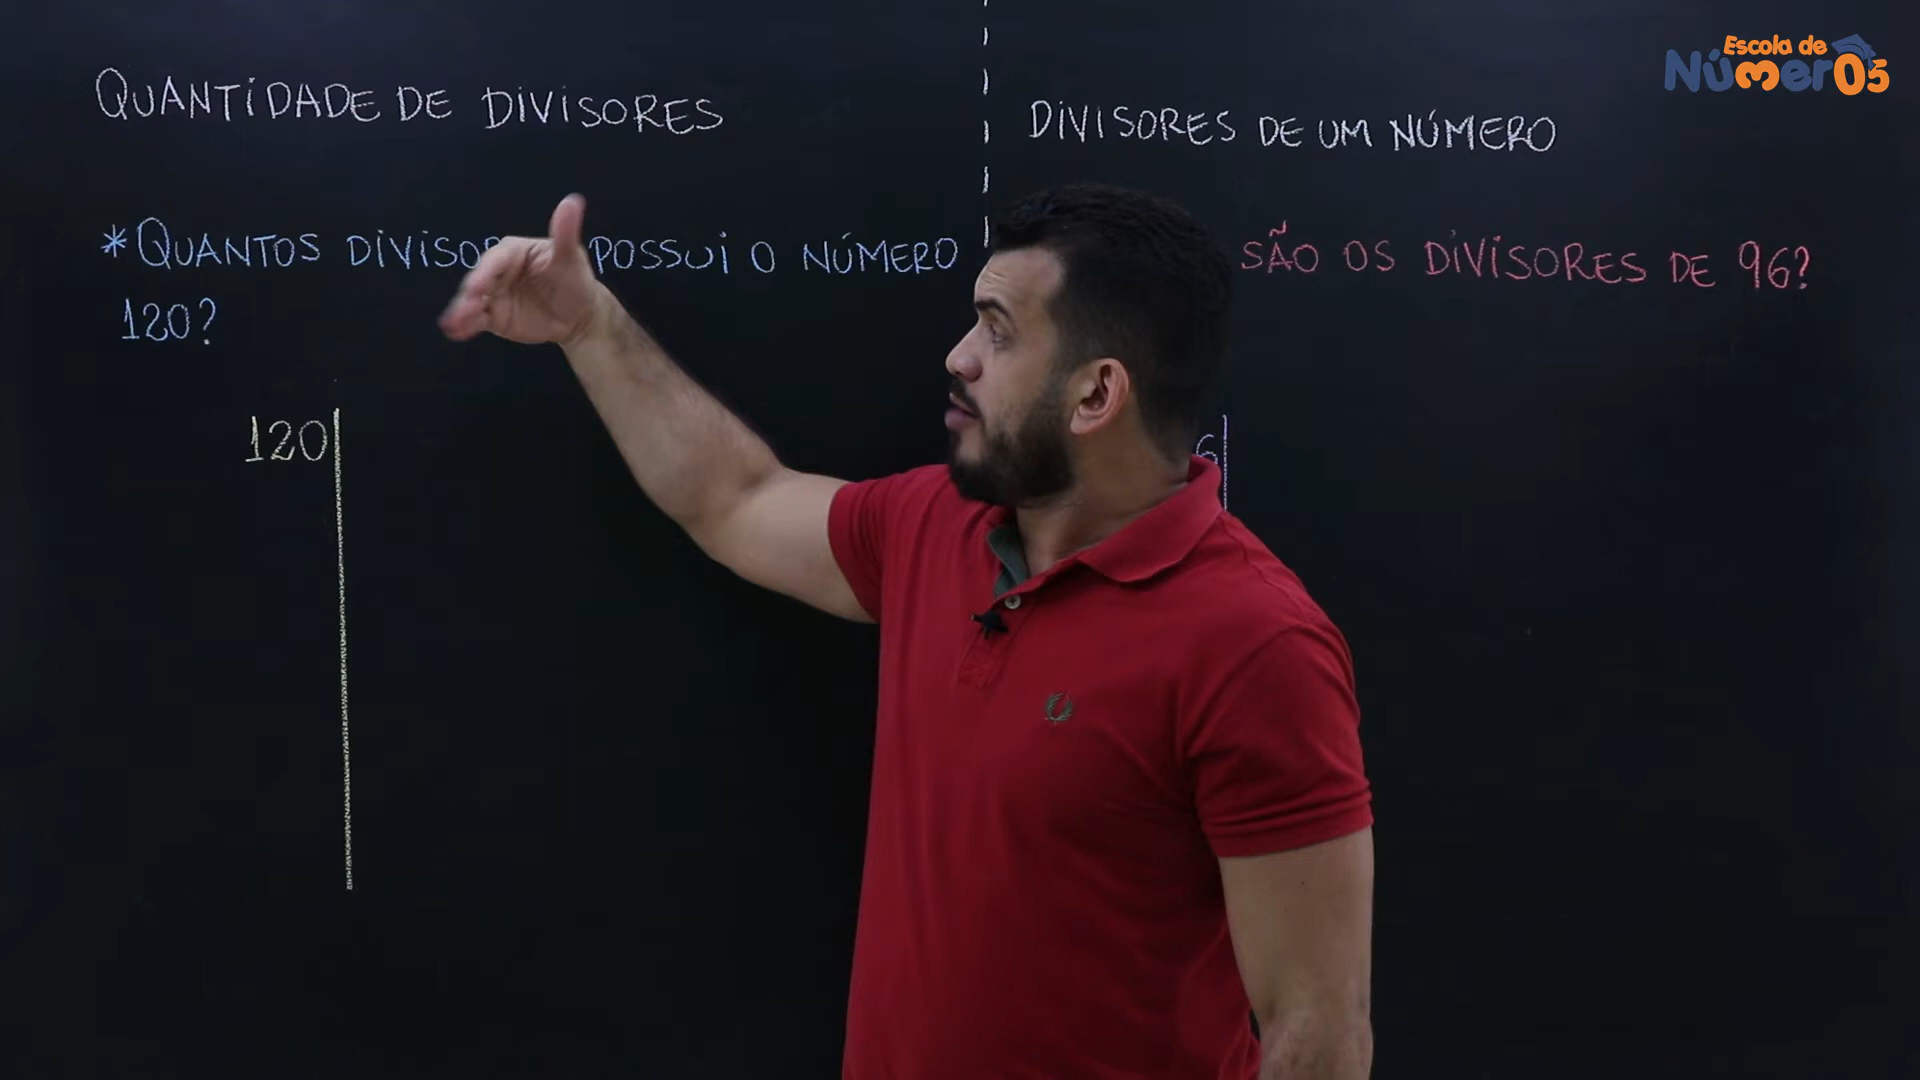 Escola de
Números
QUANTIDADE DE DIVISORES
*QUANTOS POSSUI O NÚMERO
120?
120
DIVISORES DE UM NÚMERO
SÃO OS DIVISORES DE 96?
6